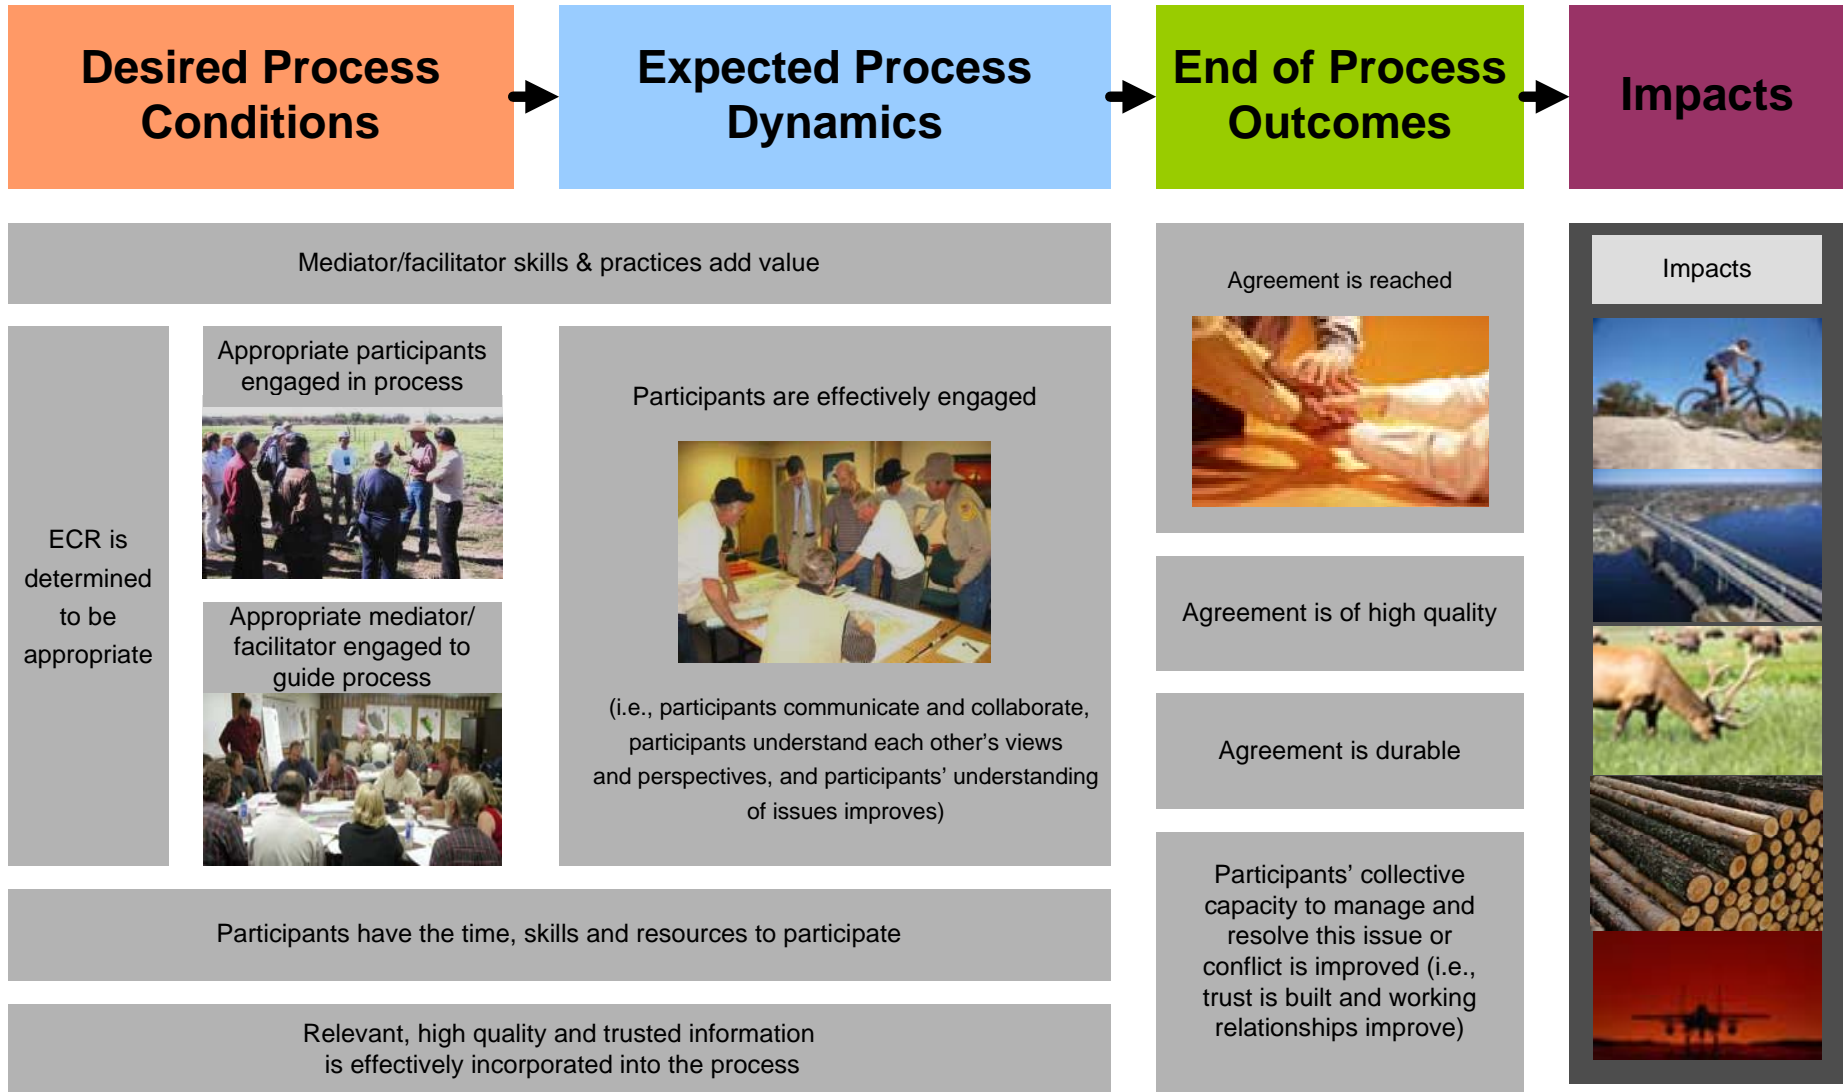 Desired Process
Conditions
Expected Process
Dynamics
End of Process
Outcomes
Impacts
Mediator/facilitator skills & practices add value
ECR is
determined
to be
appropriate
Appropriate participants
engaged in process
Appropriate mediator/
facilitator engaged to
guide process
Participants are effectively engaged
(i.e., participants communicate and collaborate,
participants understand each other’s views
and perspectives, and participants’ understanding
of issues improves)
Participants have the time, skills and resources to participate
Relevant, high quality and trusted information
is effectively incorporated into the process
Agreement is reached
Agreement is of high quality
Agreement is durable
Participants’ collective
capacity to manage and
resolve this issue or
conflict is improved (i.e.,
trust is built and working
relationships improve)
Impacts